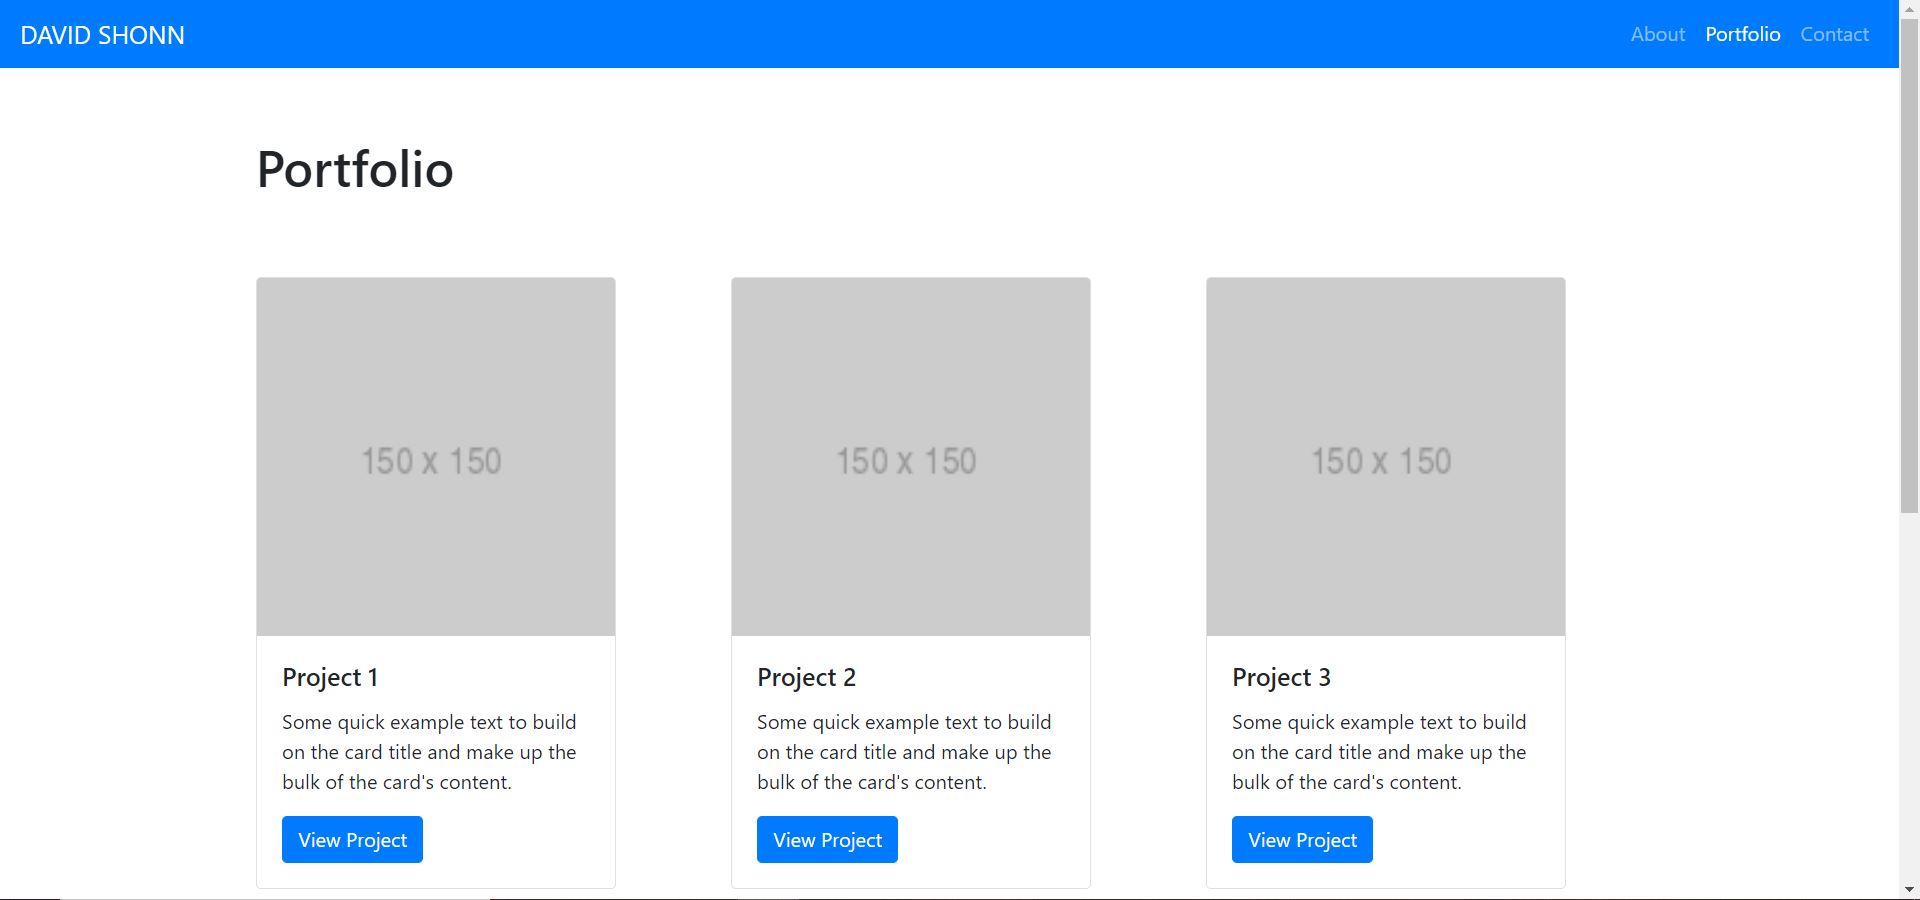 DAVID SHONN
About Portfolio Contact
Portfolio
150 x 150
150 x 150
150 x 150
Project 1
Some quick example text to build
on the card title and make up the
bulk of the card's content.
View Project
Project 2
Some quick example text to build
on the card title and make up the
bulk of the card's content.
View Project
Project 3
Some quick example text to build
on the card title and make up the
bulk of the card's content.
View Project